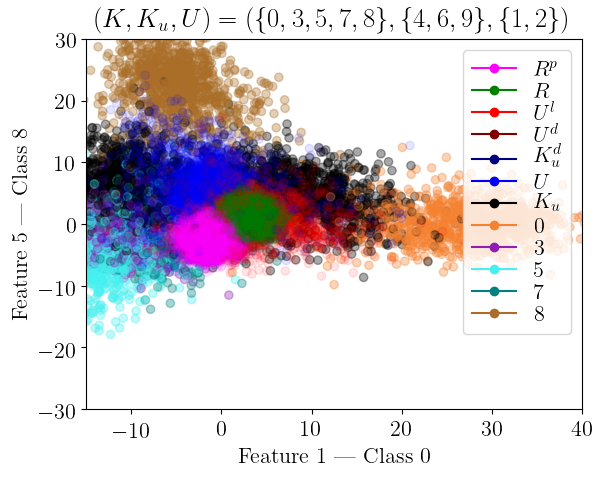 (K, K_u, U) = ({0, 3, 5, 7, 8}, {4, 6, 9}, {1, 2})
30
20
10
0
−10
−20
−30
Feature 5 — Class 8
R^p
R
U^l
U^d
K_u^d
U
K_u
0
3
5
7
8
−10
0
10
20
30
40
Feature 1 — Class 0